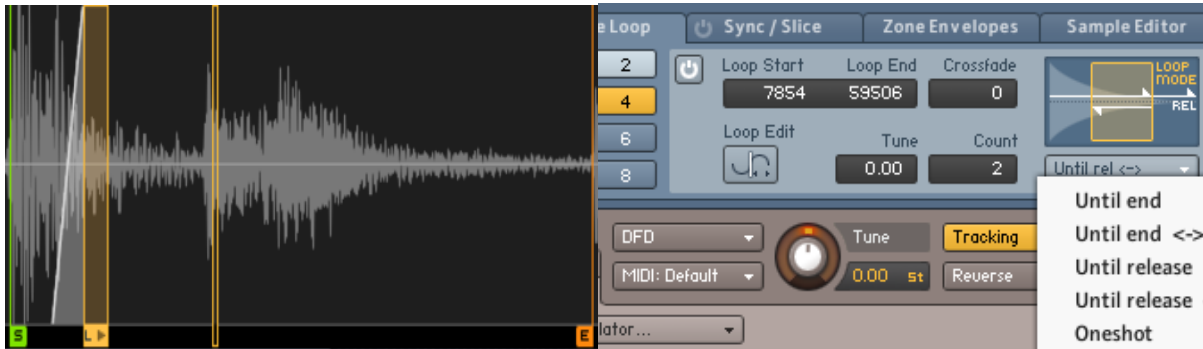 S
L
E
e Loop
Sync / Slice
Zone Envelopes
Sample Editor
2
4
6
8
Loop Start
Loop End
Crossfade
7854
59506
0
Loop Edit
Tune
Count
0.00
2
LOOP
MODE
REL
Until rel <->
Until end
Until end <->
Until release
Until release
Oneshot
DFD
MIDI: Default
Tune
0.00 st
Tracking
Reverse
lator...